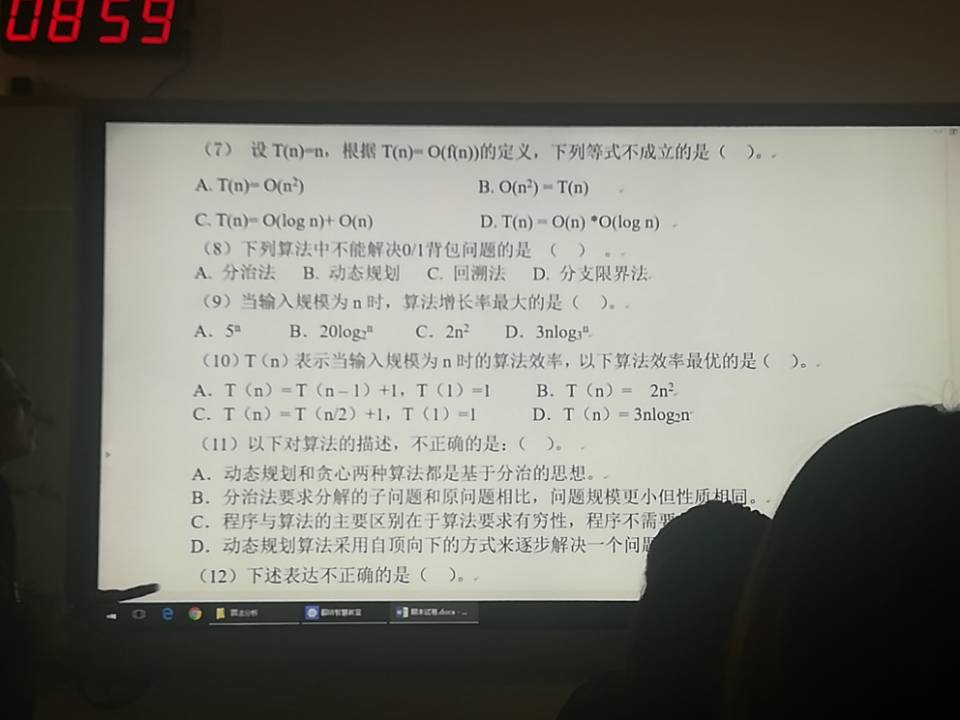 0859
（7） 设 T(n)=n，根据 T(n)= O(f(n))的定义，下列等式不成立的是（ ）。
A. T(n)= O(n²) B. O(n²) = T(n)
C. T(n)= O(log n)+ O(n) D. T(n) = O(n) *O(log n)
（8）下列算法中不能解决0/1背包问题的是 （ ） 。
A. 分治法 B. 动态规划 C. 回溯法 D. 分支限界法
（9）当输入规模为 n 时，算法增长率最大的是（ ）。
A．5ⁿ B．20log₂ⁿ C．2n² D．3nlog₃ⁿ
（10）T（n）表示当输入规模为 n 时的算法效率，以下算法效率最优的是（ ）。
A．T（n）= T（n – 1）+1，T（1）=1 B．T（n）= 2n²
C．T（n）= T（n/2）+1，T（1）=1 D．T（n）= 3nlog₂n
（11）以下对算法的描述，不正确的是：（ ）。
A．动态规划和贪心两种算法都是基于分治的思想。
B．分治法要求分解的子问题和原问题相比，问题规模更小但性质相同。
C．程序与算法的主要区别在于算法要求有穷性，程序不需要
D．动态规划算法采用自顶向下的方式来逐步解决一个问题
（12）下述表达不正确的是（ ）。
算法分析 期末试卷.docx - ...